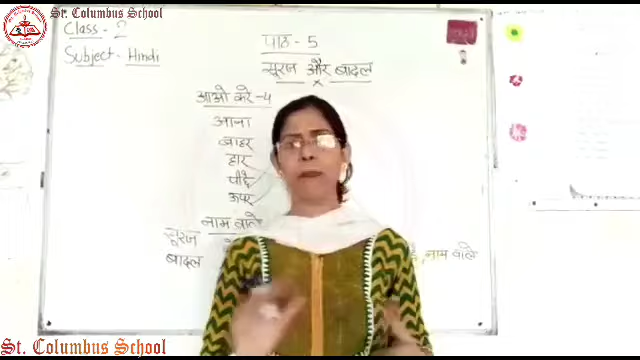 St. Columbus School
Class - 2
Subject - Hindi
पाठ - 5
सूरज और बादल
आओ करे - 4
आना
बाहर
हार
पीछे
ऊपर
नाम वाले
सूरज
बादल
, नाम वाले
St. Columbus School